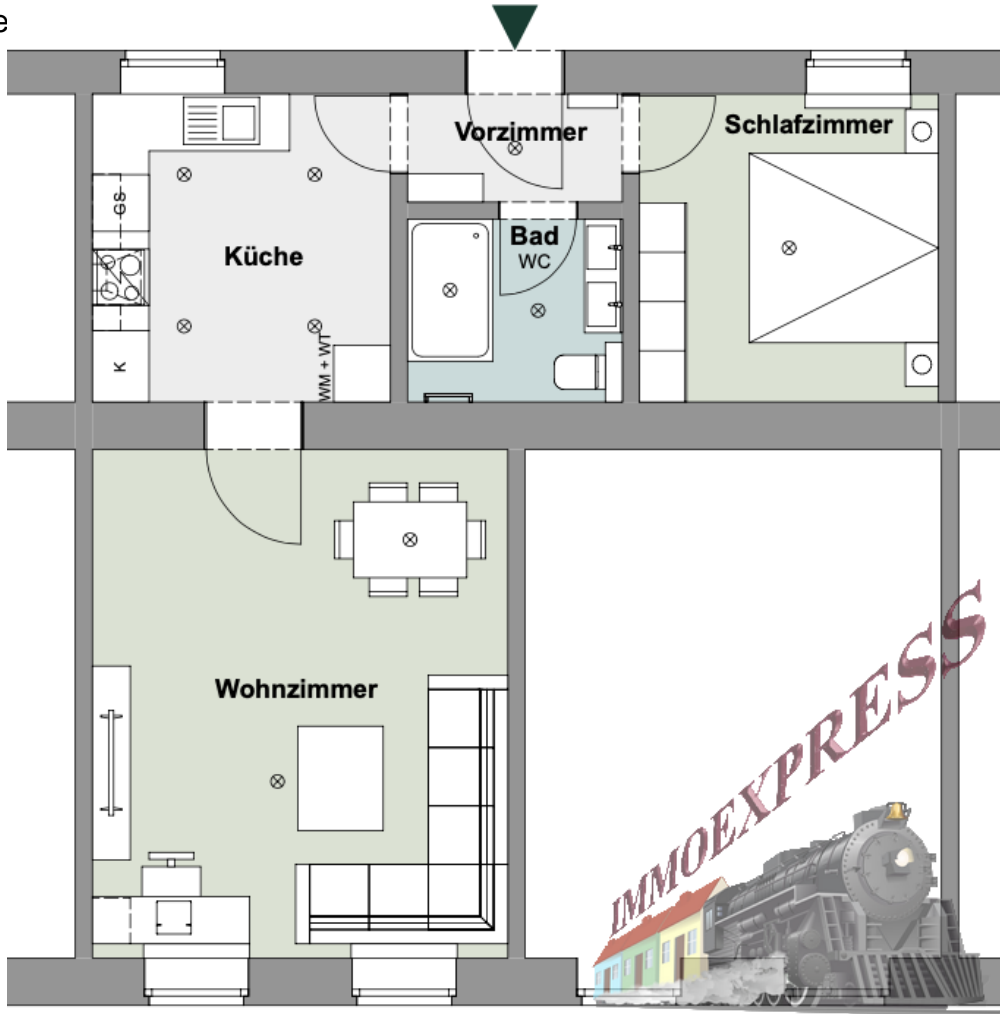 e
Vorzimmer
Schlafzimmer
GS
Küche
Bad
WC
K
WM + WT
Wohnzimmer
IMMOEXPRESS